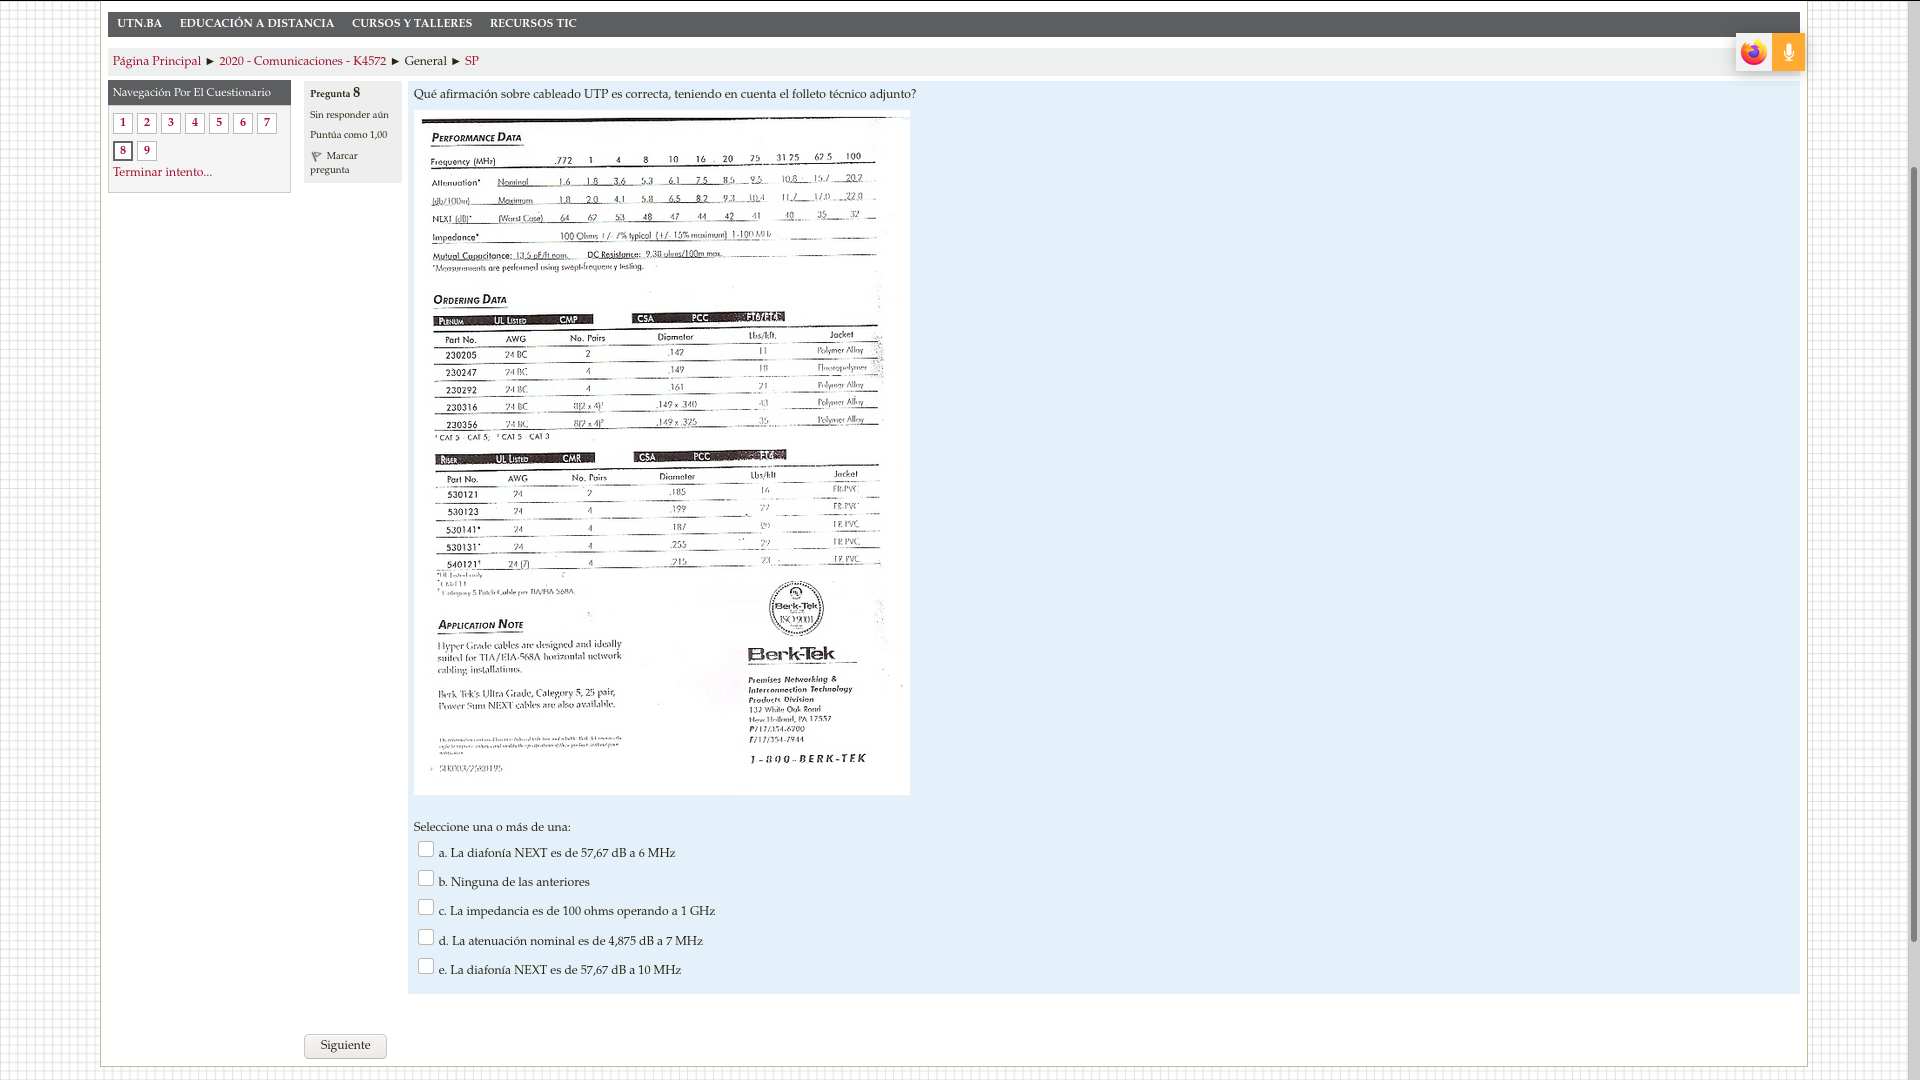 UTN.BA EDUCACIÓN A DISTANCIA CURSOS Y TALLERES RECURSOS TIC
Página Principal ► 2020 - Comunicaciones - K4572 ► General ► SP
Navegación Por El Cuestionario
1 2 3 4 5 6 7
8 9
Terminar intento...
Pregunta 8
Sin responder aún
Puntúa como 1,00
Marcar
pregunta
Qué afirmación sobre cableado UTP es correcta, teniendo en cuenta el folleto técnico adjunto?
PERFORMANCE DATA
Frequency (MHz) .772 1 4 8 10 16 20 25 31.25 62.5 100
Attenuation* Nominal 1.6 1.8 3.6 5.3 6.1 7.5 8.5 9.5 10.8 15.7 20.2
(db/100m) Maximum 1.8 2.0 4.1 5.8 6.5 8.2 9.3 10.4 11.7 17.0 22.0
NEXT (dB)* (Worst Case) 64 62 53 48 47 44 42 41 40 35 32
Impedance* 100 Ohms +/- 7% typical (+/- 15% maximum) 1-100 MHz
Mutual Capacitance: 13.5 pF/ft nom. DC Resistance: 9.38 ohms/100m max.
*Measurements are performed using swept-frequency testing.
ORDERING DATA
PLENUM UL LISTED CMP CSA PCC FT6/FT4
Part No. AWG No. Pairs Diameter Lbs/kft. Jacket
230205 24 BC 2 .142 11 Polymer Alloy
230247 24 BC 4 .149 18 Fluoropolymer
230292 24 BC 4 .161 21 Polymer Alloy
230316 24 BC 8(2 x 4)¹ .149 x .340 43 Polymer Alloy
230356 24 BC 8(2 x 4)² .149 x .325 35 Polymer Alloy
¹ CAT 5 - CAT 5; ² CAT 5 - CAT 3
RISER UL LISTED CMR CSA PCC FT4
Part No. AWG No. Pairs Diameter Lbs/kft Jacket
530121 24 2 .185 16 FR-PVC
530123 24 4 .199 22 FR-PVC
530141* 24 4 .187 20 FR-PVC
530131* 24 4 .255 29 FR-PVC
540121† 24 (7) 4 .215 23 FR-PVC
*UL Listed only
† Category 5 Patch Cable per TIA/EIA 568A.
Berk-Tek
ISO 9001
APPLICATION NOTE
Hyper Grade cables are designed and ideally
suited for TIA/EIA-568A horizontal network
cabling installations.
Berk-Tek's Ultra Grade, Category 5, 25 pair,
Power Sum NEXT cables are also available.
Berk-Tek
Premises Networking &
Interconnection Technology
Products Division
132 White Oak Road
New Holland, PA 17557
1-800-BERK-TEK
Seleccione una o más de una:
a. La diafonía NEXT es de 57,67 dB a 6 MHz
b. Ninguna de las anteriores
c. La impedancia es de 100 ohms operando a 1 GHz
d. La atenuación nominal es de 4,875 dB a 7 MHz
e. La diafonía NEXT es de 57,67 dB a 10 MHz
Siguiente